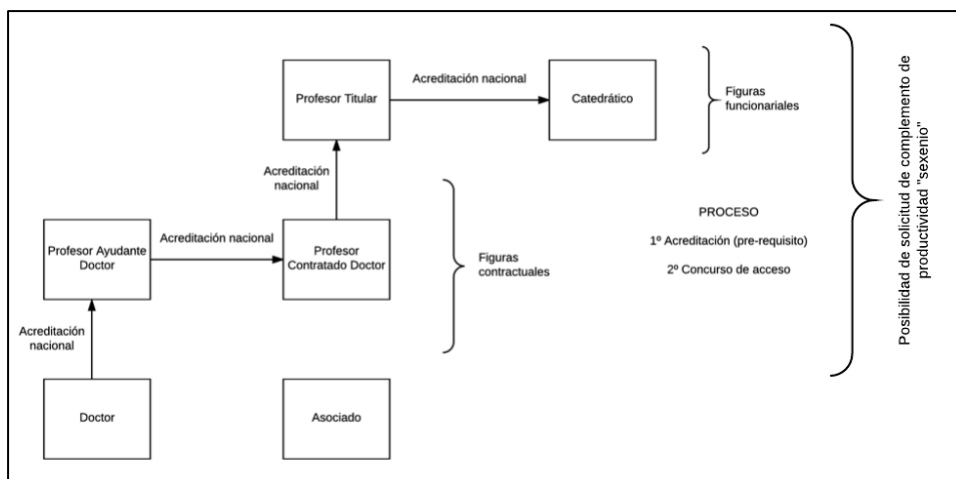 Profesor Titular
Acreditación nacional
Catedrático
Figuras
funcionariales
Acreditación
nacional
Profesor Ayudante
Doctor
Acreditación nacional
Profesor
Contratado Doctor
Figuras
contractuales
PROCESO
1º Acreditación (pre-requisito)
2º Concurso de acceso
Acreditación
nacional
Doctor
Asociado
Posibilidad de solicitud de complemento de
productividad "sexenio"